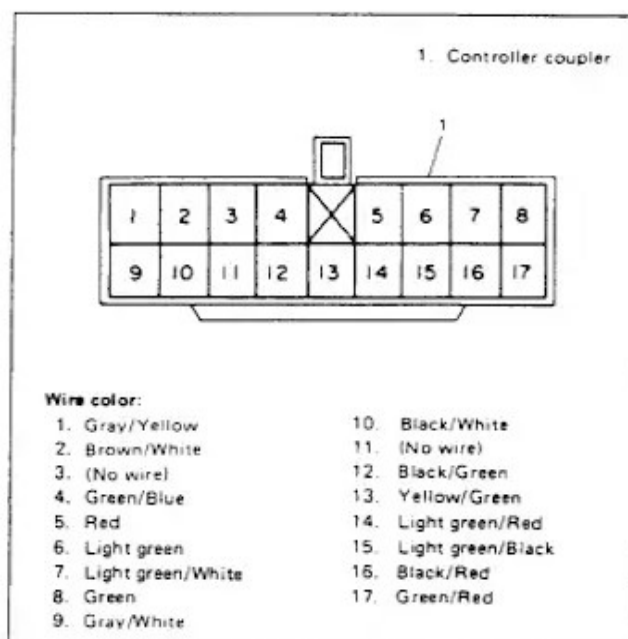 1. Controller coupler
1
1 2 3 4 5 6 7 8
9 10 11 12 13 14 15 16 17
Wire color:
1. Gray/Yellow
2. Brown/White
3. (No wire)
4. Green/Blue
5. Red
6. Light green
7. Light green/White
8. Green
9. Gray/White
10. Black/White
11. (No wire)
12. Black/Green
13. Yellow/Green
14. Light green/Red
15. Light green/Black
16. Black/Red
17. Green/Red